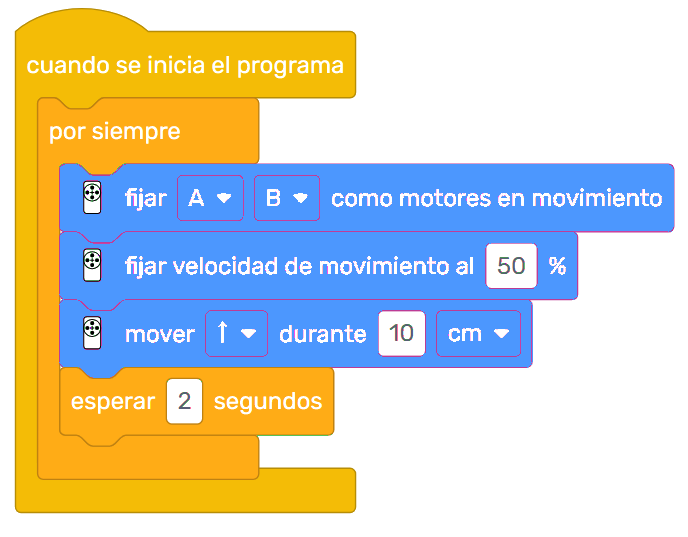 cuando se inicia el programa
por siempre
fijar A B como motores en movimiento
fijar velocidad de movimiento al 50 %
mover ↑ durante 10 cm
esperar 2 segundos